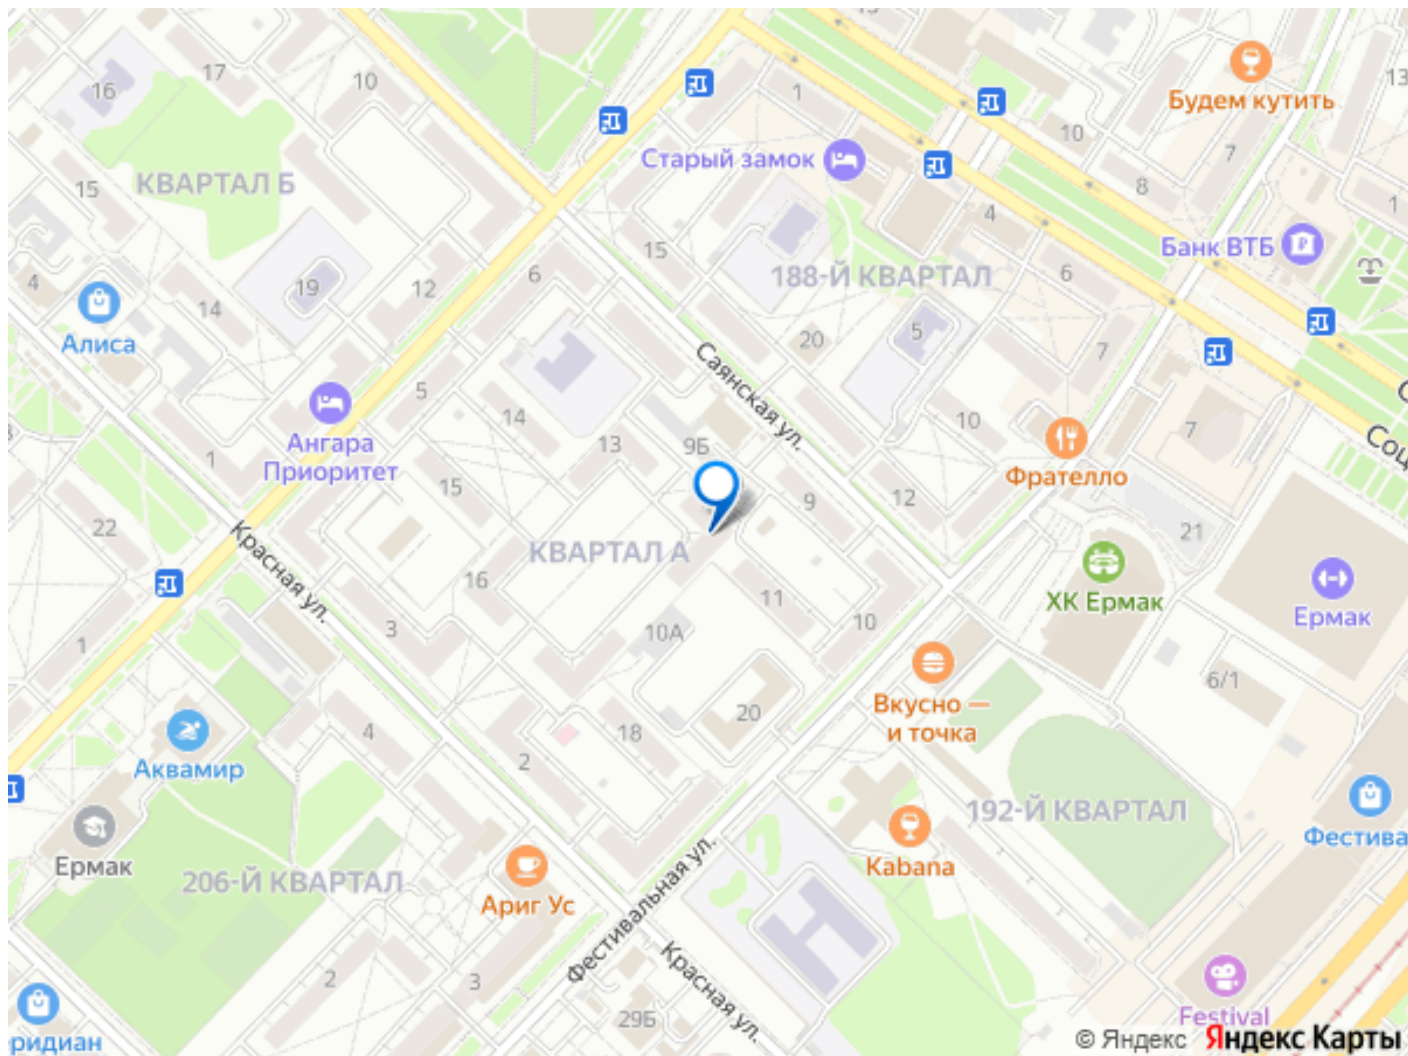 17
10
16
1
Будем кутить
13
10
7
Старый замок
КВАРТАЛ Б
15
8
4
1
Банк ВТБ
15
6
188-Й КВАРТАЛ
6
4
19
12
14
Алиса
20
5
7
Саянская ул.
5
14
13
9Б
10
7
Соц
Ангара
Приоритет
1
Фрателло
15
9
12
22
21
Красная ул.
КВАРТАЛ А
16
11
ХК Ермак
Ермак
3
10А
10
1
6/1
Вкусно —
и точка
20
18
4
2
Аквамир
192-Й КВАРТАЛ
Фестива
Ермак
206-Й КВАРТАЛ
Kabana
Ариг Ус
Фестивальная ул.
Красная ул.
2
3
29Б
Festival
ридиан
© Яндекс Яндекс Карты